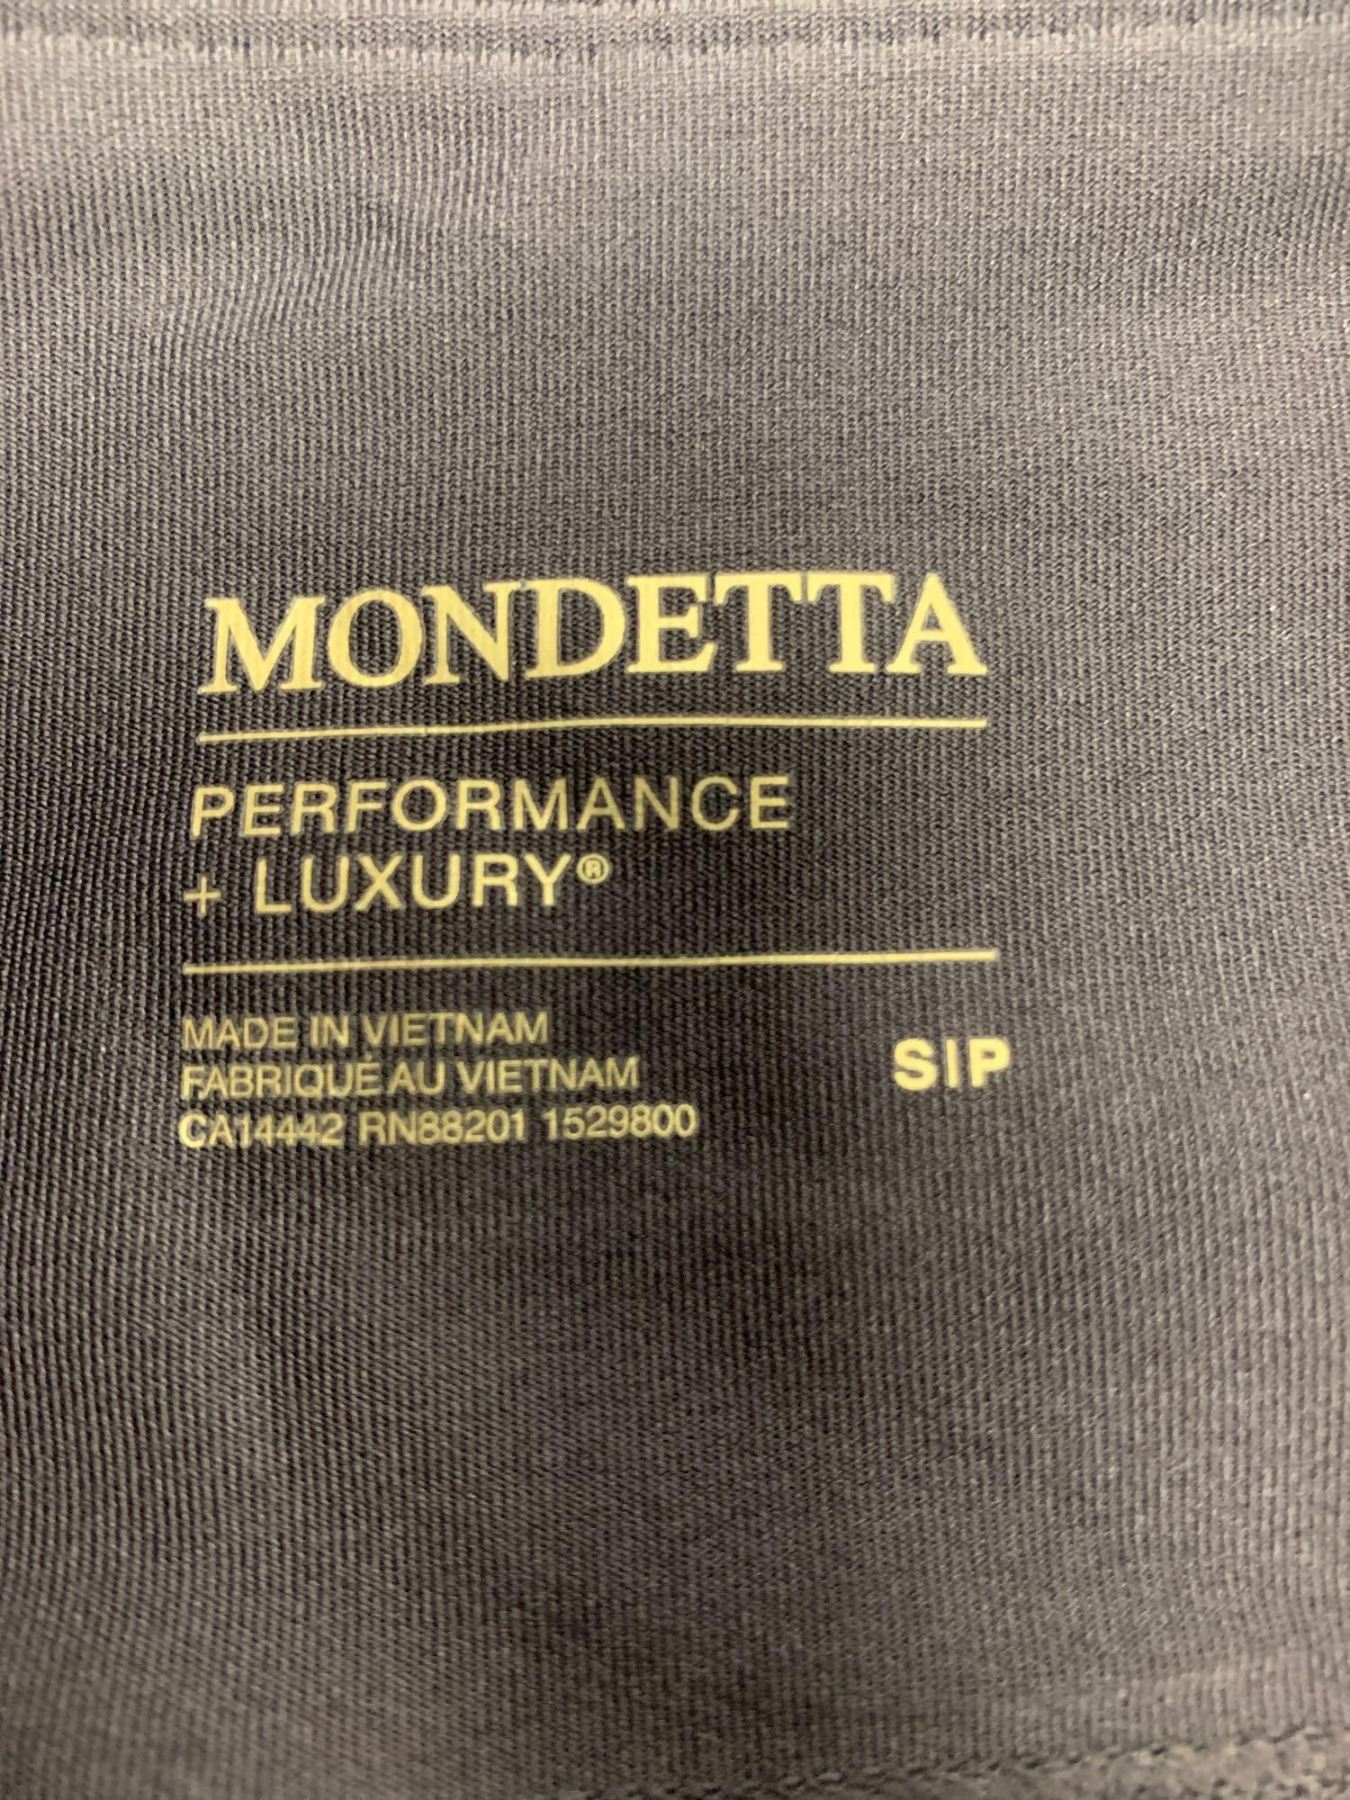 MONDETTA
PERFORMANCE
+ LUXURY®
MADE IN VIETNAM
FABRIQUÉ AU VIETNAM
CA14442 RN88201 1529800
S|P